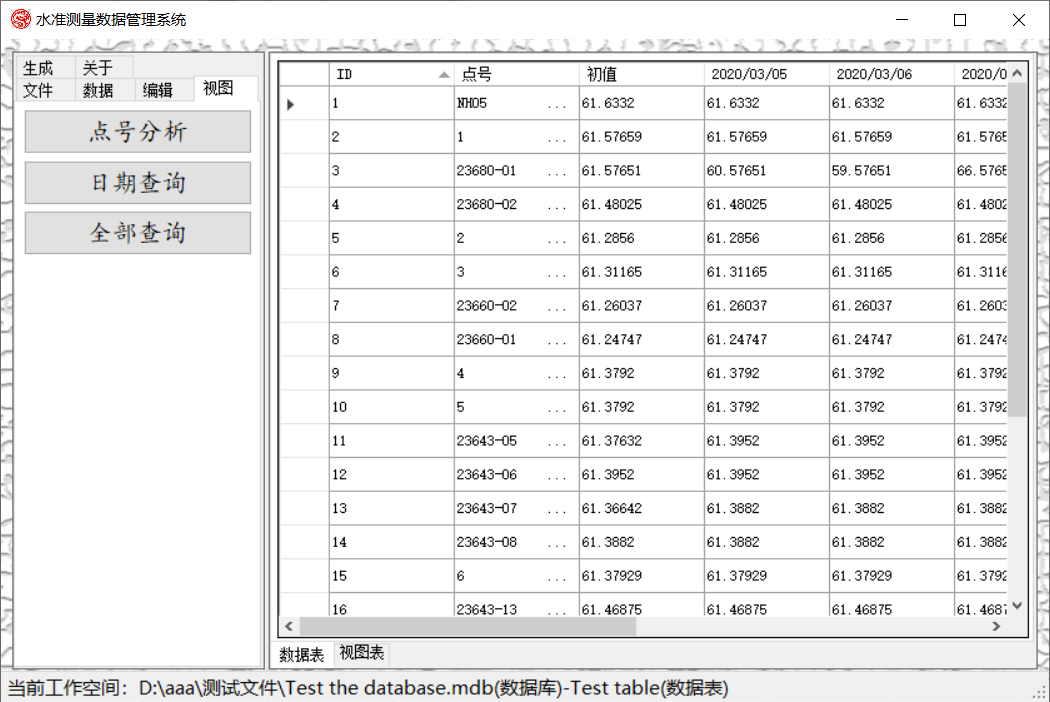 水准测量数据管理系统
生成 关于
文件 数据 编辑 视图
点号分析
日期查询
全部查询
ID 点号 初值 2020/03/05 2020/03/06 2020/0
1 NH05 ... 61.6332 61.6332 61.6332 61.6332
2 1 ... 61.57659 61.57659 61.57659 61.5765
3 23680-01 ... 61.57651 60.57651 59.57651 66.5765
4 23680-02 ... 61.48025 61.48025 61.48025 61.4802
5 2 ... 61.2856 61.2856 61.2856 61.2856
6 3 ... 61.31165 61.31165 61.31165 61.3116
7 23660-02 ... 61.26037 61.26037 61.26037 61.2603
8 23660-01 ... 61.24747 61.24747 61.24747 61.2474
9 4 ... 61.3792 61.3792 61.3792 61.3792
10 5 ... 61.3792 61.3792 61.3792 61.3792
11 23643-05 ... 61.37632 61.3952 61.3952 61.3952
12 23643-06 ... 61.3952 61.3952 61.3952 61.3952
13 23643-07 ... 61.36642 61.3882 61.3882 61.3882
14 23643-08 ... 61.3882 61.3882 61.3882 61.3882
15 6 ... 61.37929 61.37929 61.37929 61.3792
16 23643-13 ... 61.46875 61.46875 61.46875 61.4687
数据表 视图表
当前工作空间：D:\aaa\测试文件\Test the database.mdb(数据库)-Test table(数据表)